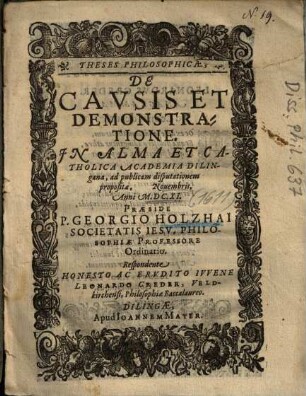 N. 19.
Diss. phil. 637
THESES PHILOSOPHICÆ,
DE
CAVSIS ET
DEMONSTRA-
TIONE.
IN ALMA ET CA-
THOLICA ACADEMIA DILIN-
gana, ad publicam disputationem
proposita, Nouembris,
Anni M.DC.XI.
(1611)
PRÆSIDE
P. GEORGIO HOLZHAI
SOCIETATIS IESV, PHILO-
SOPHIÆ PROFESSORE
Ordinario.
Respondente
HONESTO AC ERVDITO IVVENE
LEONARDO CREDER, VELD-
kirchensi, Philosophiæ Baccalaureo.
DILINGÆ,
Apud IOANNEM MAYER.